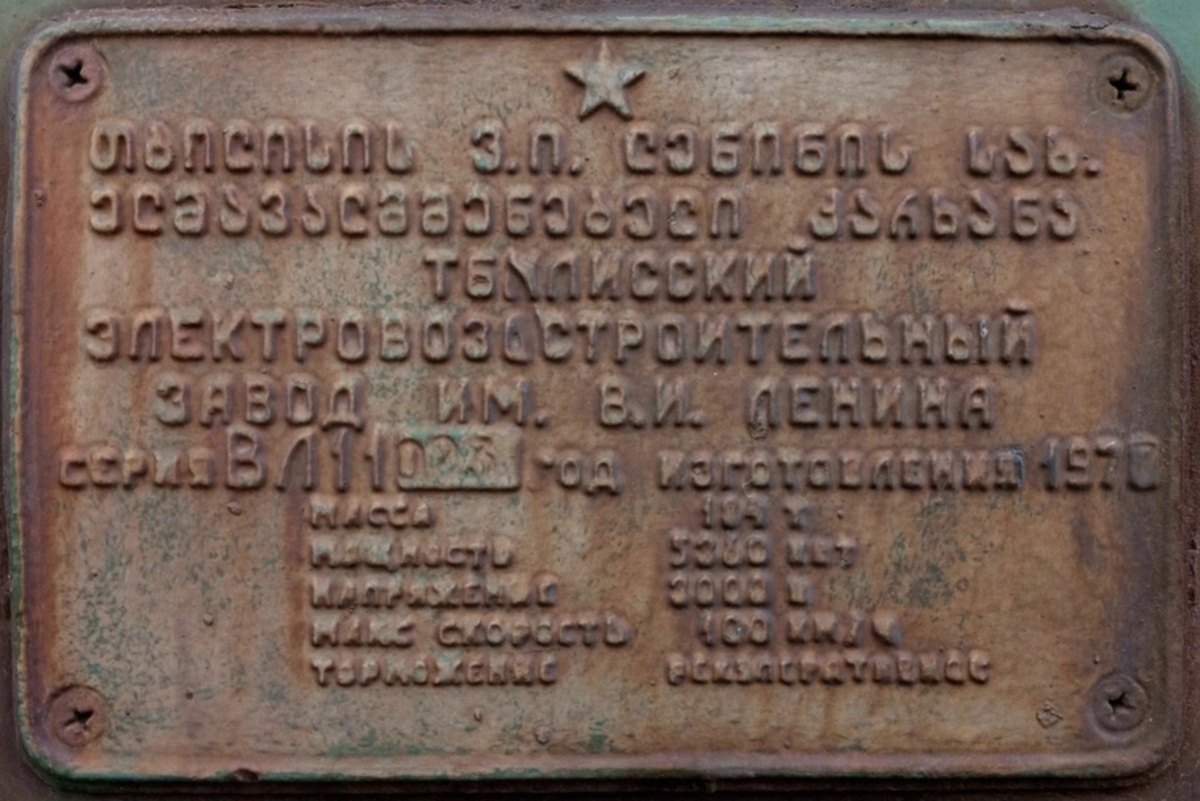 თბილისის ვ.ი. ლენინის სახ.
ელმავალმშენებელი ქარხანა
ТБИЛИССКИЙ
ЭЛЕКТРОВОЗОСТРОИТЕЛЬНЫЙ
ЗАВОД ИМ. В.И. ЛЕНИНА
СЕРИЯ ВЛ11 ГОД ИЗГОТОВЛЕНИЯ
МАССА 184 Т
МОЩНОСТЬ 5360 КВТ
НАПРЯЖЕНИЕ 3000 В
МАКС СКОРОСТЬ 100 КМ/Ч
ТОРМОЖЕНИЕ РЕКУПЕРАТИВНОЕ